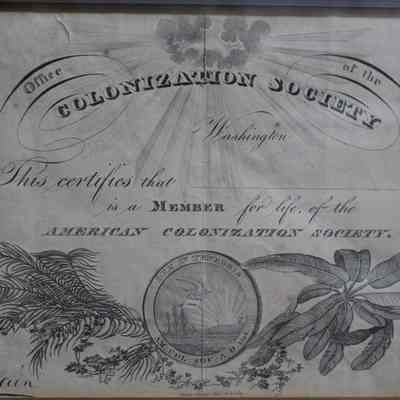 Office of the
COLONIZATION SOCIETY
Washington
This certifies that
is a MEMBER for life, of the
AMERICAN COLONIZATION SOCIETY.